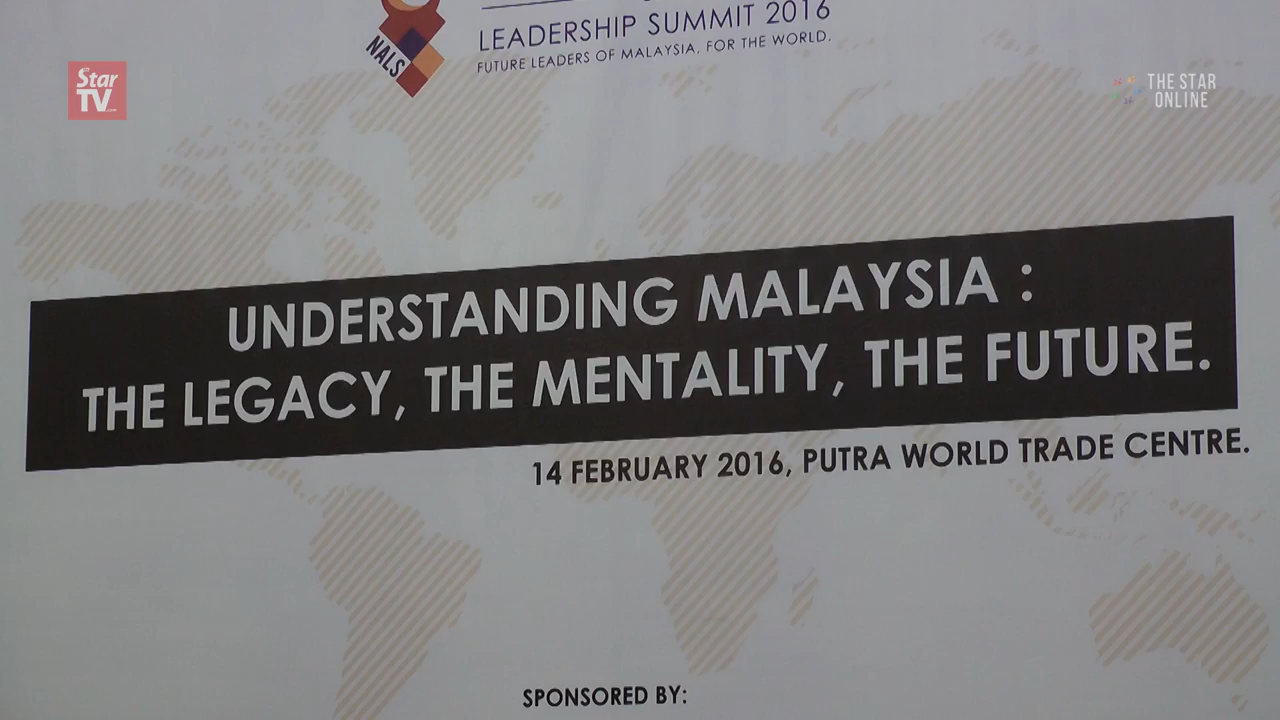 LEADERSHIP SUMMIT 2016
FUTURE LEADERS OF MALAYSIA, FOR THE WORLD.
NALS
Star
TV.com
THE STAR
ONLINE
UNDERSTANDING MALAYSIA :
THE LEGACY, THE MENTALITY, THE FUTURE.
14 FEBRUARY 2016, PUTRA WORLD TRADE CENTRE.
SPONSORED BY: